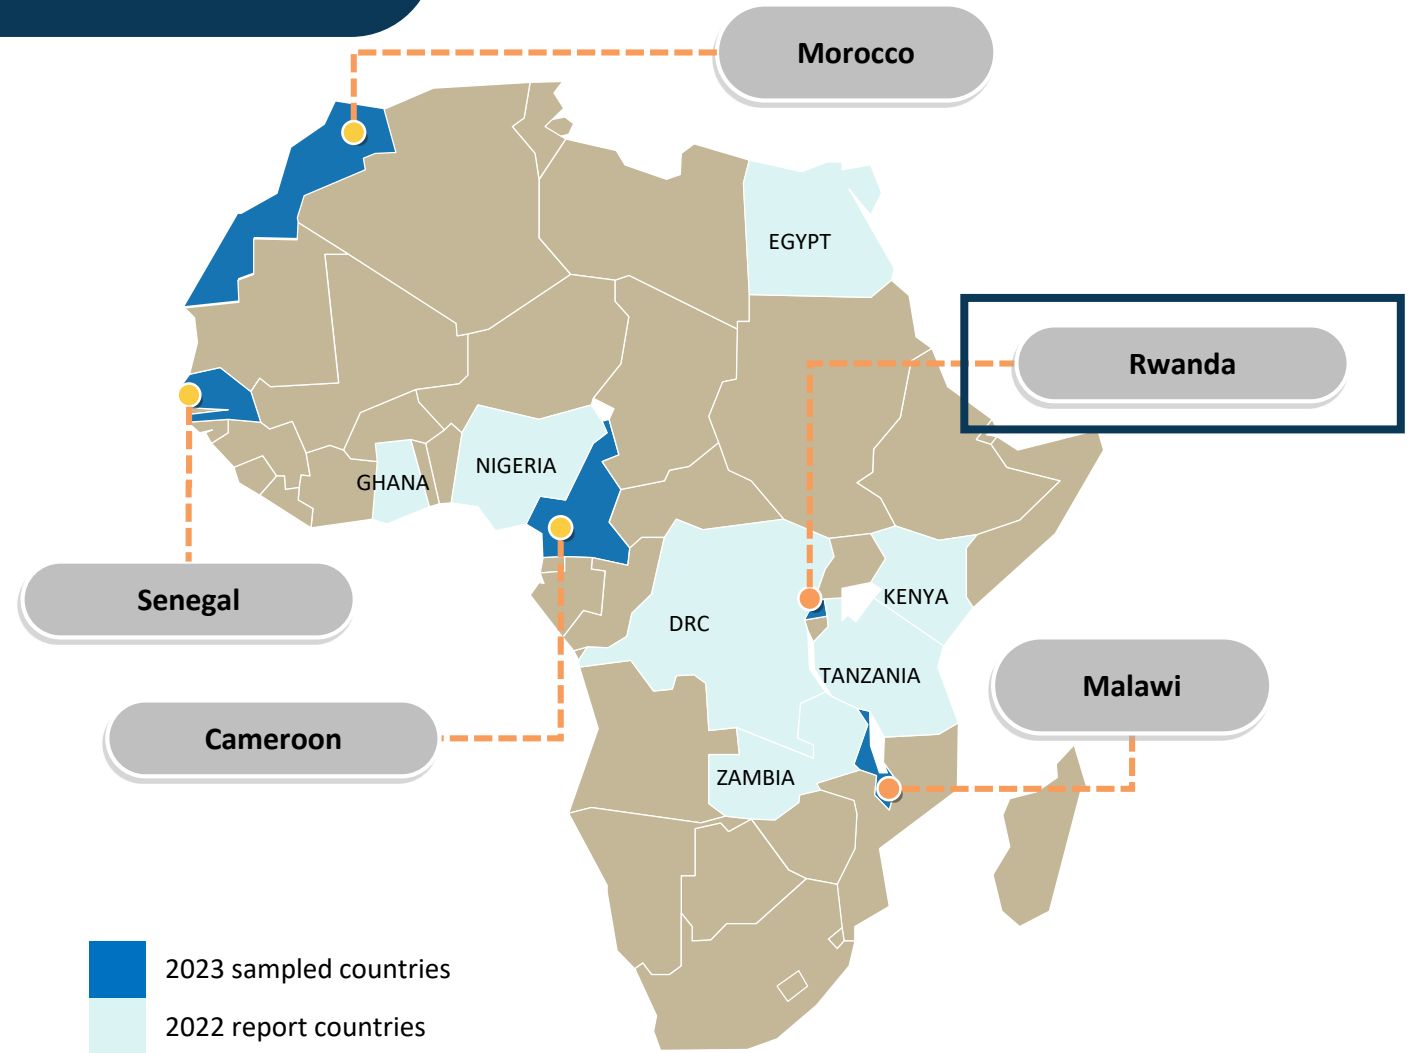 Morocco
EGYPT
Rwanda
NIGERIA
GHANA
Senegal
KENYA
DRC
TANZANIA
Malawi
Cameroon
ZAMBIA
2023 sampled countries
2022 report countries